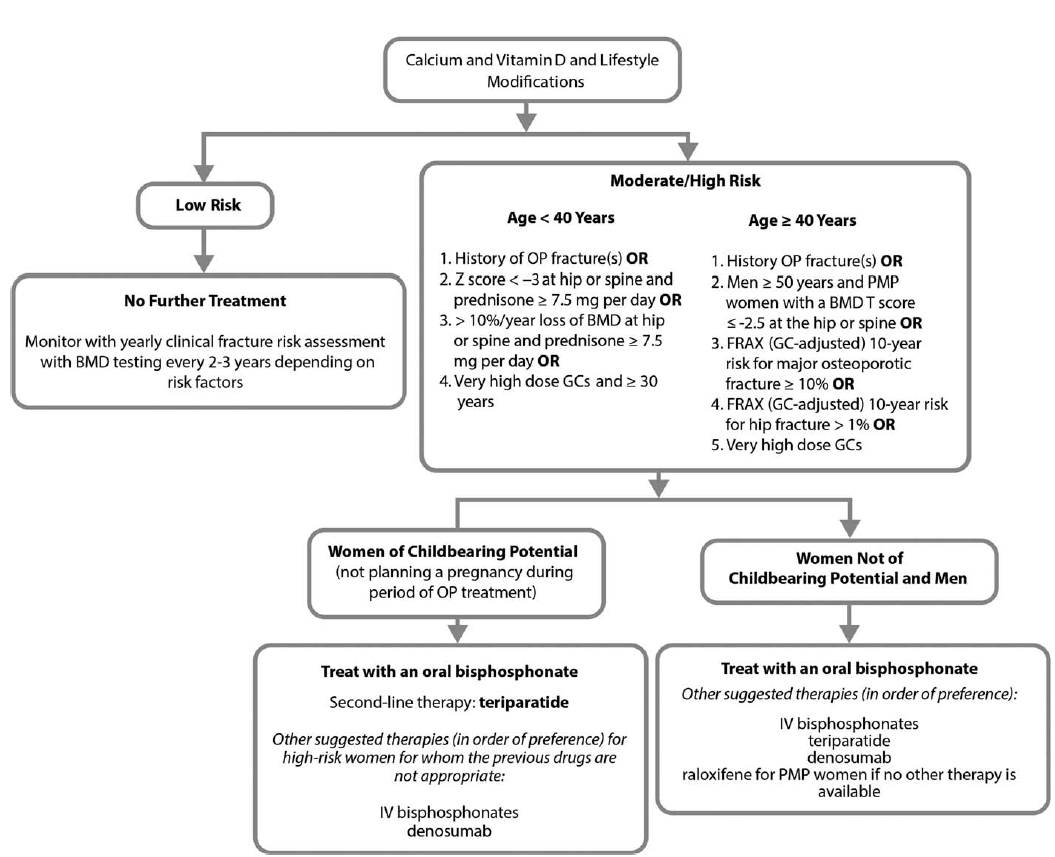 Calcium and Vitamin D and Lifestyle
Modifications
Low Risk
No Further Treatment
Monitor with yearly clinical fracture risk assessment
with BMD testing every 2-3 years depending on
risk factors
Moderate/High Risk
Age < 40 Years
1. History of OP fracture(s) OR
2. Z score < –3 at hip or spine and
prednisone ≥ 7.5 mg per day OR
3. > 10%/year loss of BMD at hip
or spine and prednisone ≥ 7.5
mg per day OR
4. Very high dose GCs and ≥ 30
years
Age ≥ 40 Years
1. History OP fracture(s) OR
2. Men ≥ 50 years and PMP
women with a BMD T score
≤ -2.5 at the hip or spine OR
3. FRAX (GC-adjusted) 10-year
risk for major osteoporotic
fracture ≥ 10% OR
4. FRAX (GC-adjusted) 10-year risk
for hip fracture > 1% OR
5. Very high dose GCs
Women of Childbearing Potential
(not planning a pregnancy during
period of OP treatment)
Treat with an oral bisphosphonate
Second-line therapy: teriparatide
Other suggested therapies (in order of preference) for
high-risk women for whom the previous drugs are
not appropriate:
IV bisphosphonates
denosumab
Women Not of
Childbearing Potential and Men
Treat with an oral bisphosphonate
Other suggested therapies (in order of preference):
IV bisphosphonates
teriparatide
denosumab
raloxifene for PMP women if no other therapy is
available